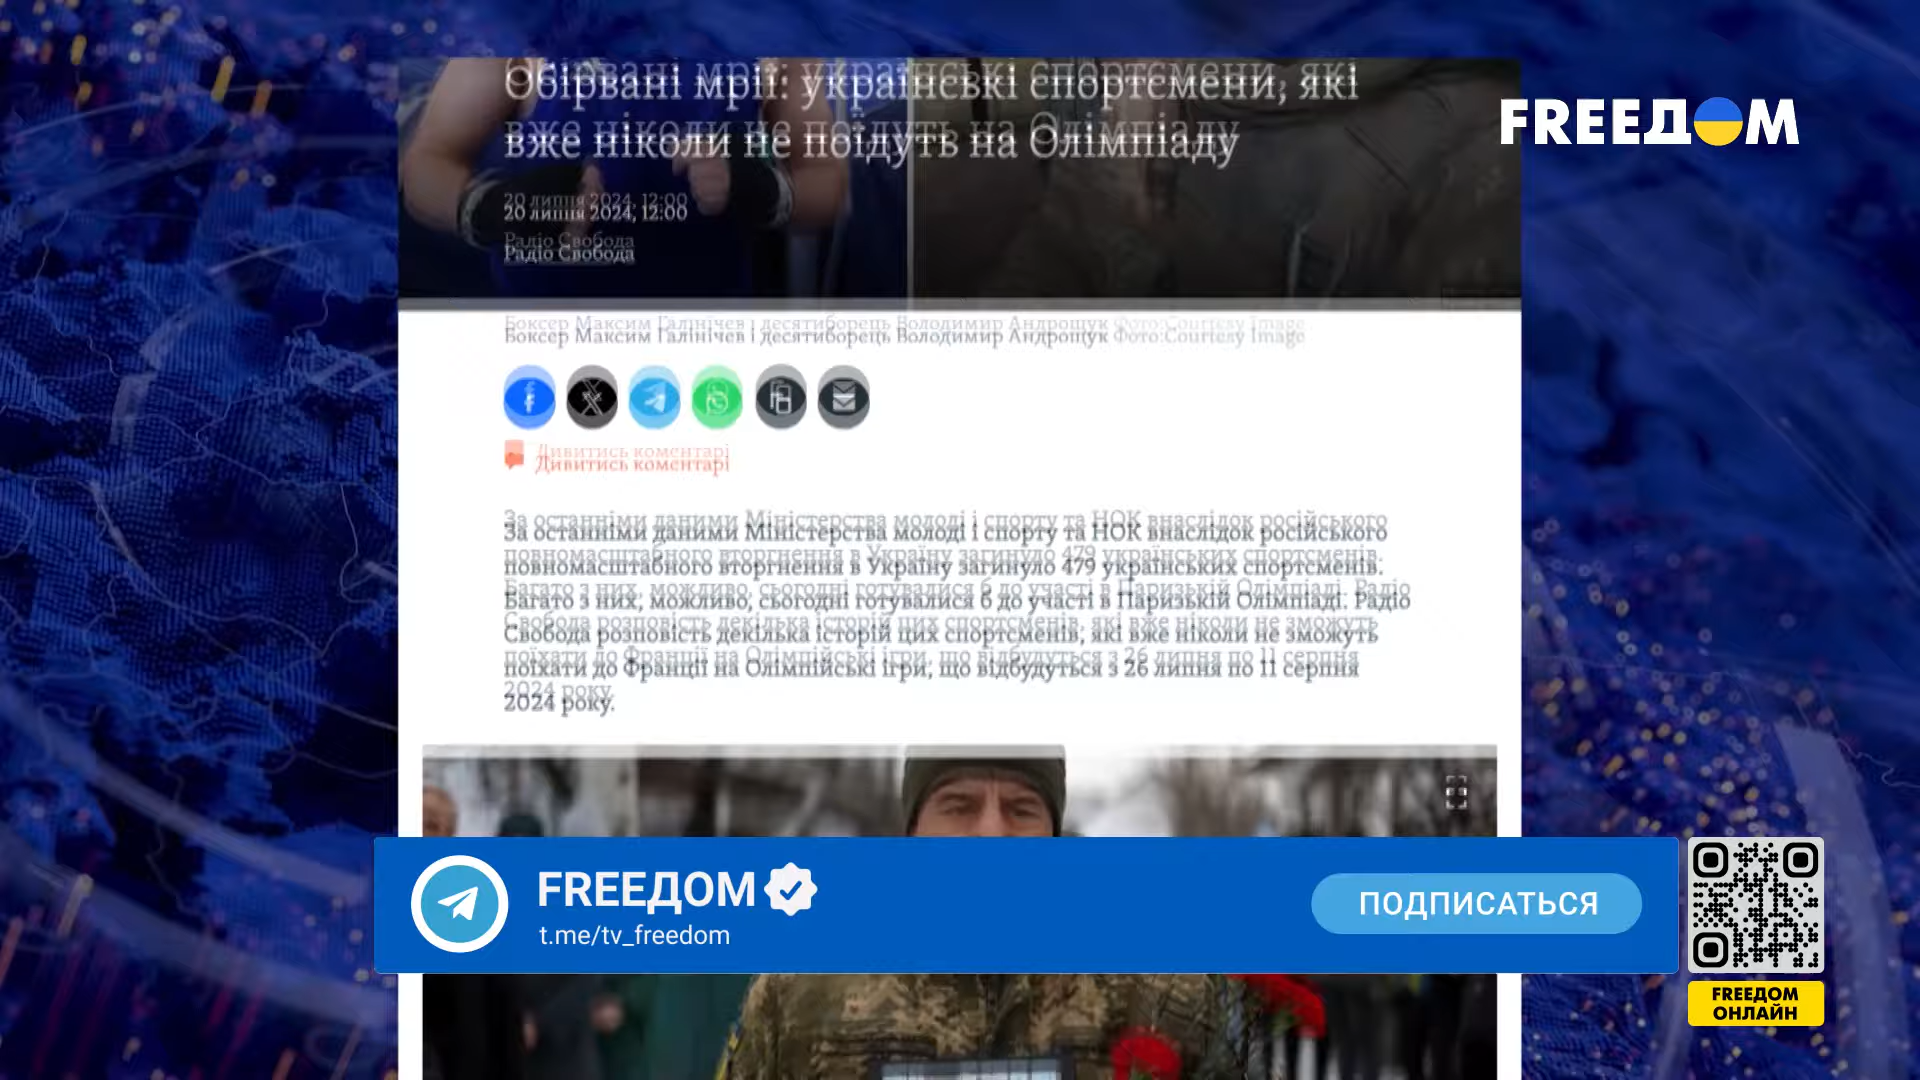 Обірвані мрії: українські спортсмени, які
вже ніколи не поїдуть на Олімпіаду
FREEДOM
20 липня 2024, 12:00
Радіо Свобода
Боксер Максим Галінічев і десятиборець Володимир Андрощук Фото:Courtesy Image
Дивитись коментарі
За останніми даними Міністерства молоді і спорту та НОК внаслідок російського
повномасштабного вторгнення в Україну загинуло 479 українських спортсменів.
Багато з них, можливо, сьогодні готувалися б до участі в Паризькій Олімпіаді. Радіо
Свобода розповість декілька історій цих спортсменів, які вже ніколи не зможуть
поїхати до Франції на Олімпійські ігри, що відбудуться з 26 липня по 11 серпня
2024 року.
FREEДOM
t.me/tv_freedom
ПОДПИСАТЬСЯ
FREEДОМ
ОНЛАЙН